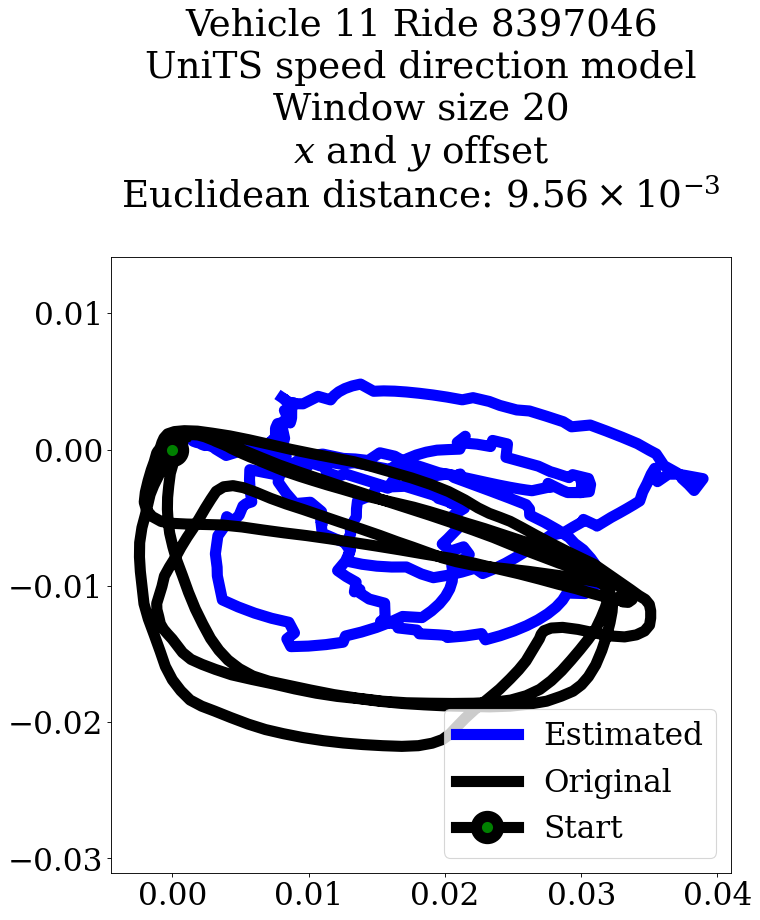 Vehicle 11 Ride 8397046
UniTS speed direction model
Window size 20
x and y offset
Euclidean distance: 9.56 × 10⁻³
0.01
0.00
−0.01
−0.02
−0.03
Estimated
Original
Start
0.00 0.01 0.02 0.03 0.04